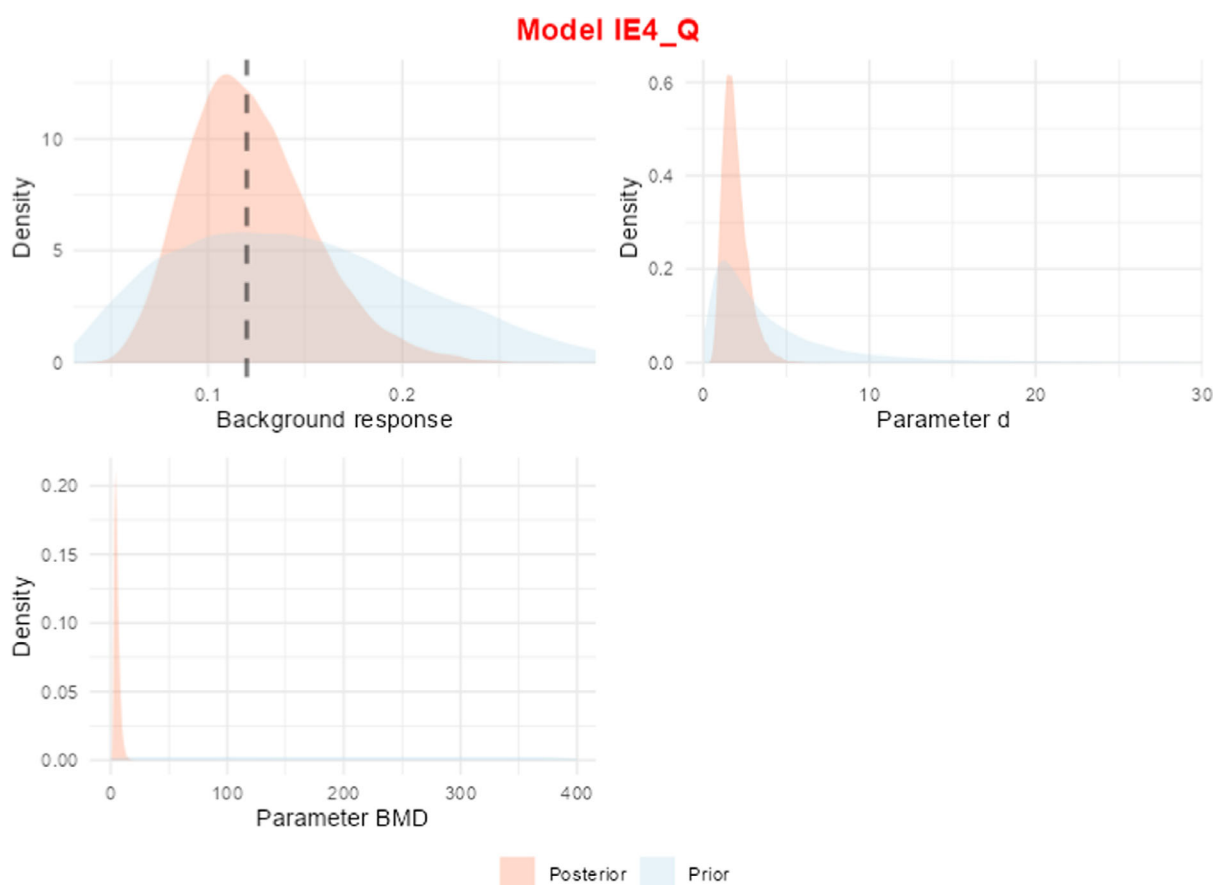 Model IE4_Q
10
5
0
Density
0.1 0.2
Background response
0.6
0.4
0.2
0.0
Density
0 10 20 30
Parameter d
0.20
0.15
0.10
0.05
0.00
Density
0 100 200 300 400
Parameter BMD
Posterior Prior